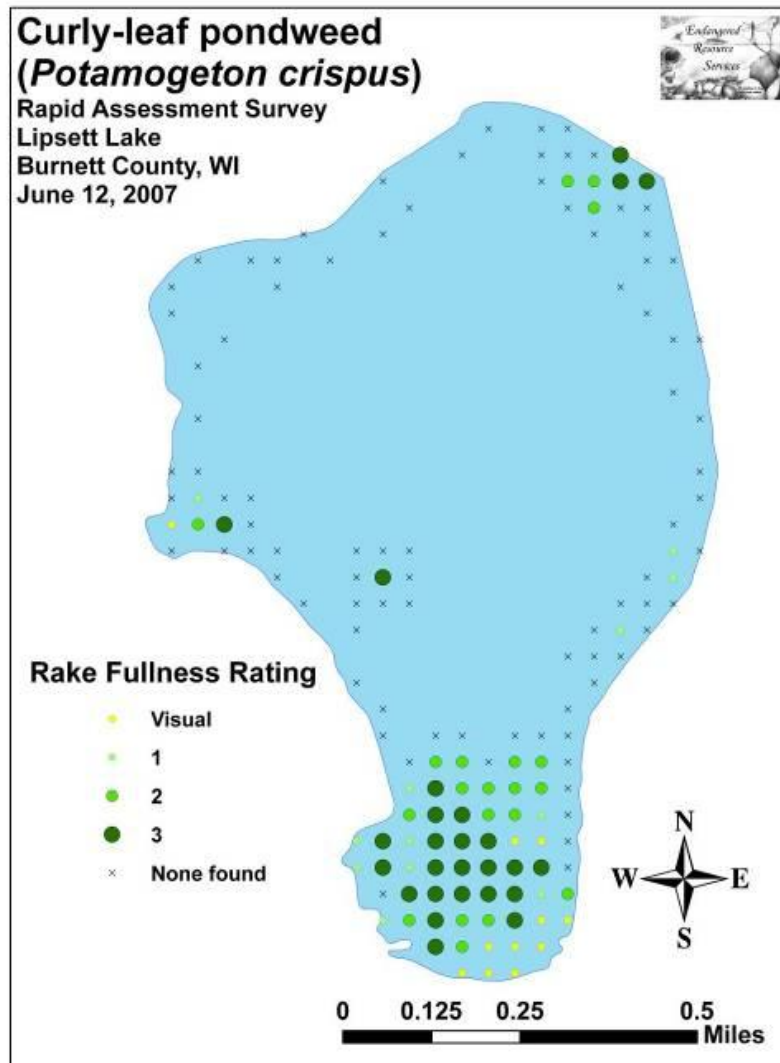 Curly-leaf pondweed
(Potamogeton crispus)
Rapid Assessment Survey
Lipsett Lake
Burnett County, WI
June 12, 2007
Endangered
Resource
Services
Rake Fullness Rating
Visual
1
2
3
None found
N
W E
S
0 0.125 0.25 0.5
Miles